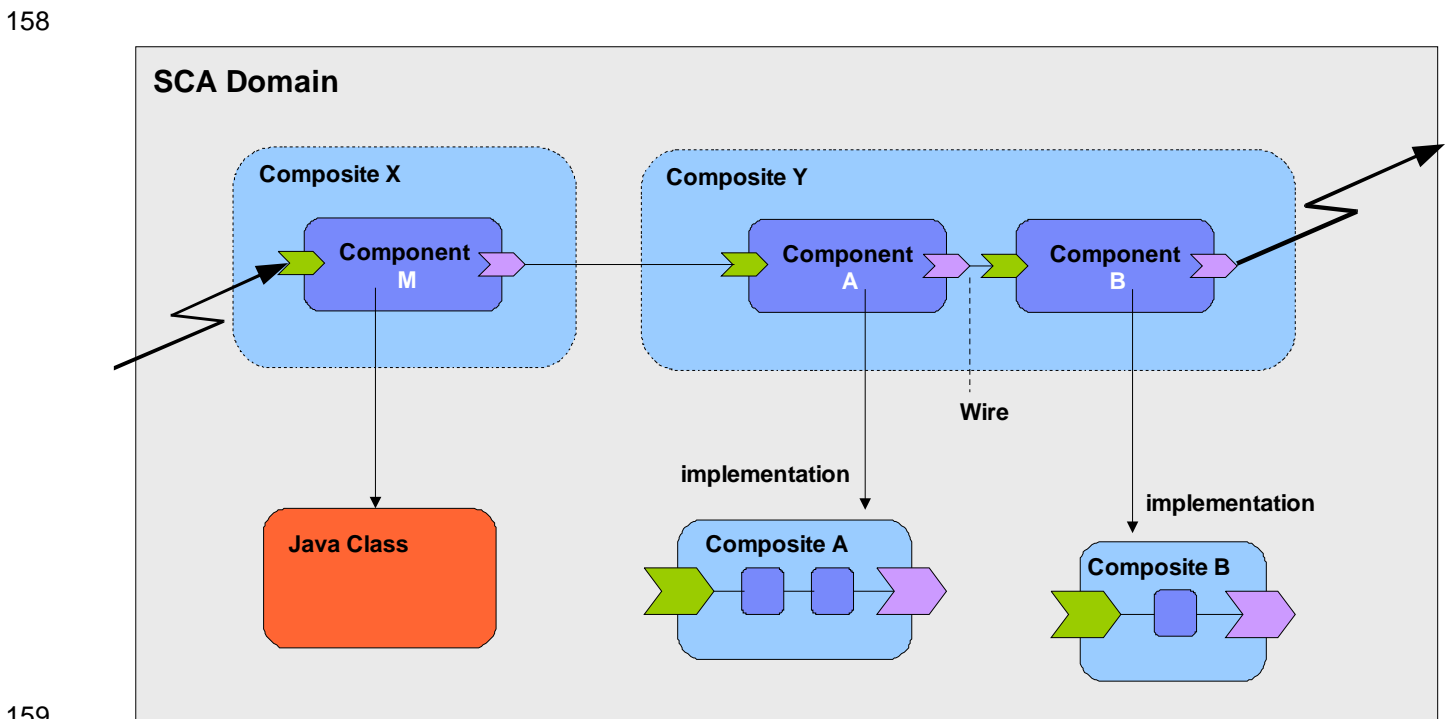 158
SCA Domain
Composite X
Composite Y
Component
M
Component
A
Component
B
Wire
implementation
implementation
Java Class
Composite A
Composite B
159